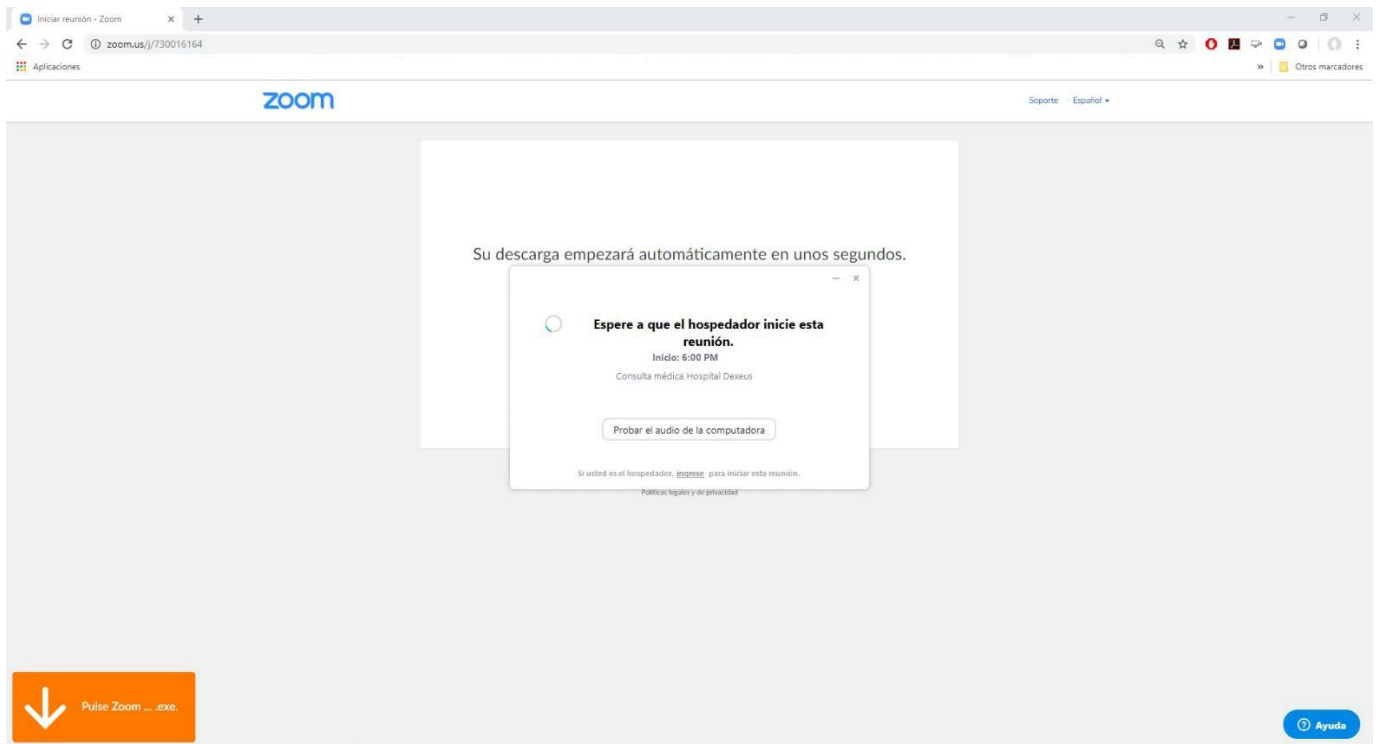 Iniciar reunión - Zoom
zoom.us/j/730016164
Aplicaciones
Otros marcadores
zoom
Soporte Español
Su descarga empezará automáticamente en unos segundos.
Espere a que el hospedador inicie esta
reunión.
Inicio: 6:00 PM
Consulta médica Hospital Dexeus
Probar el audio de la computadora
Si usted es el hospedador, ingrese para iniciar esta reunión.
Políticas legales y de privacidad
Pulse Zoom ... .exe.
Ayuda